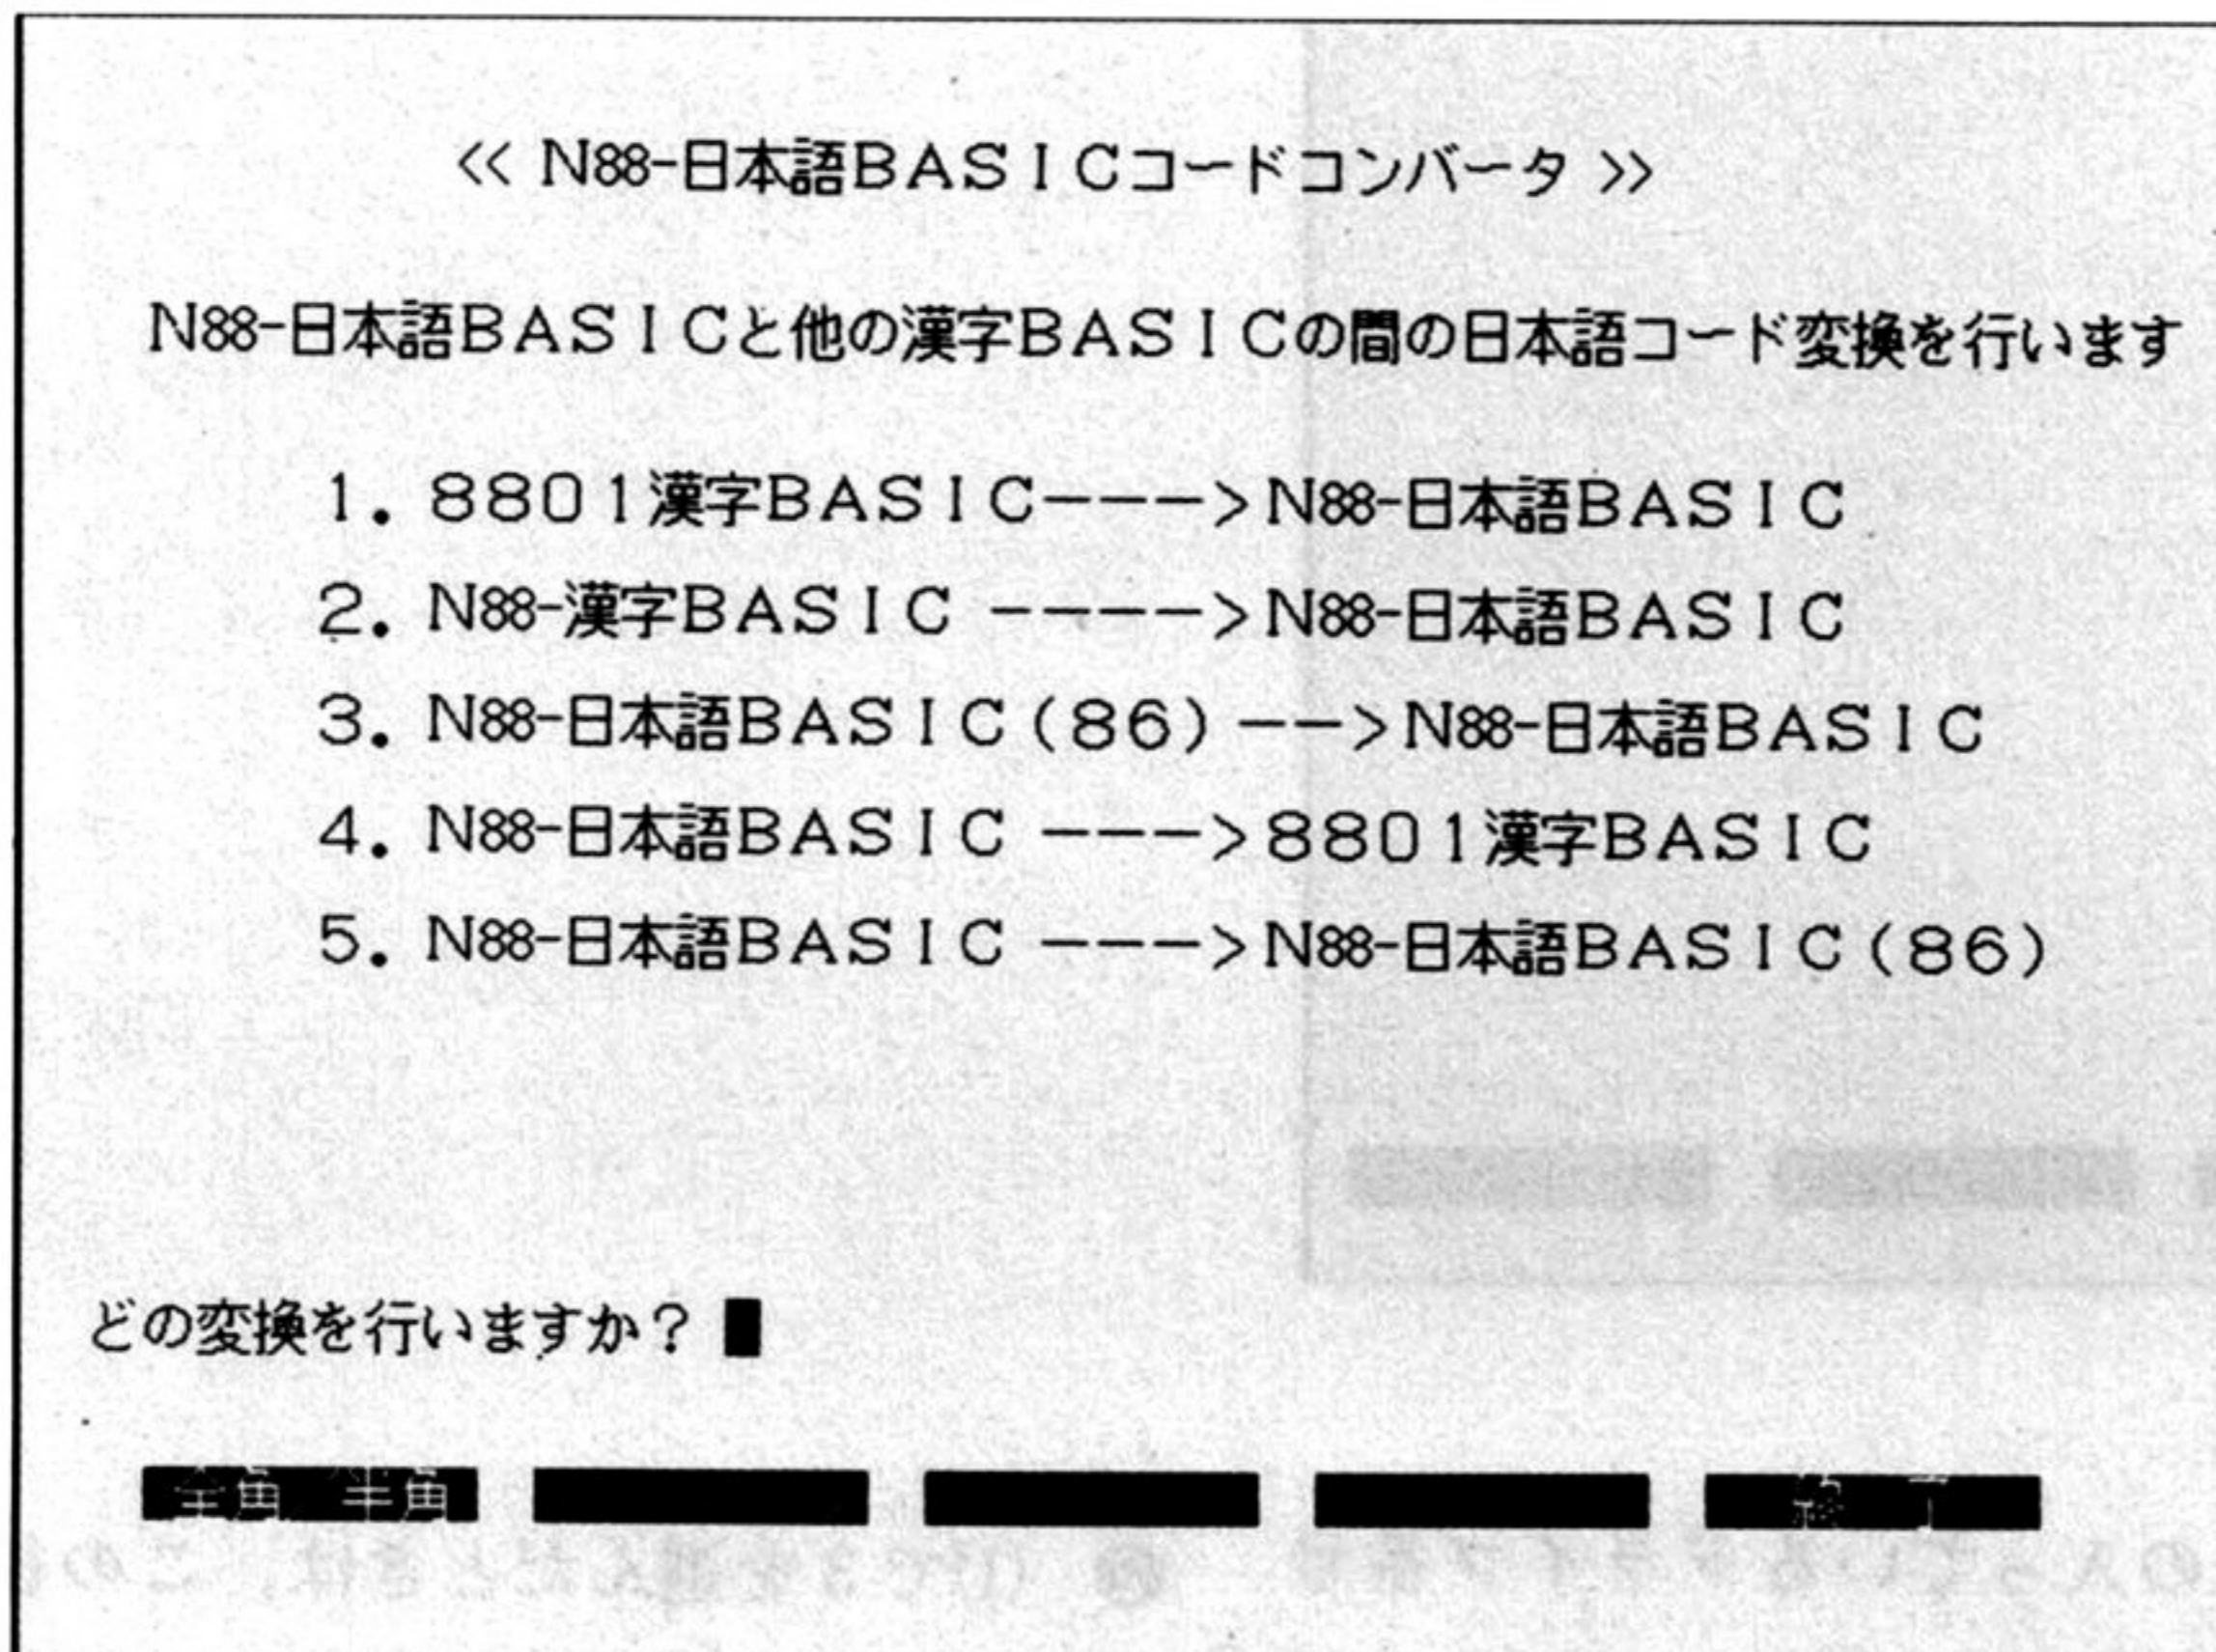 << N88-日本語BASICコードコンバータ >>
N88-日本語BASICと他の漢字BASICの間の日本語コード変換を行います
1. 8801漢字BASIC--->N88-日本語BASIC
2. N88-漢字BASIC ---->N88-日本語BASIC
3. N88-日本語BASIC(86)-->N88-日本語BASIC
4. N88-日本語BASIC --->8801漢字BASIC
5. N88-日本語BASIC --->N88-日本語BASIC(86)
どの変換を行いますか?
全角 半角